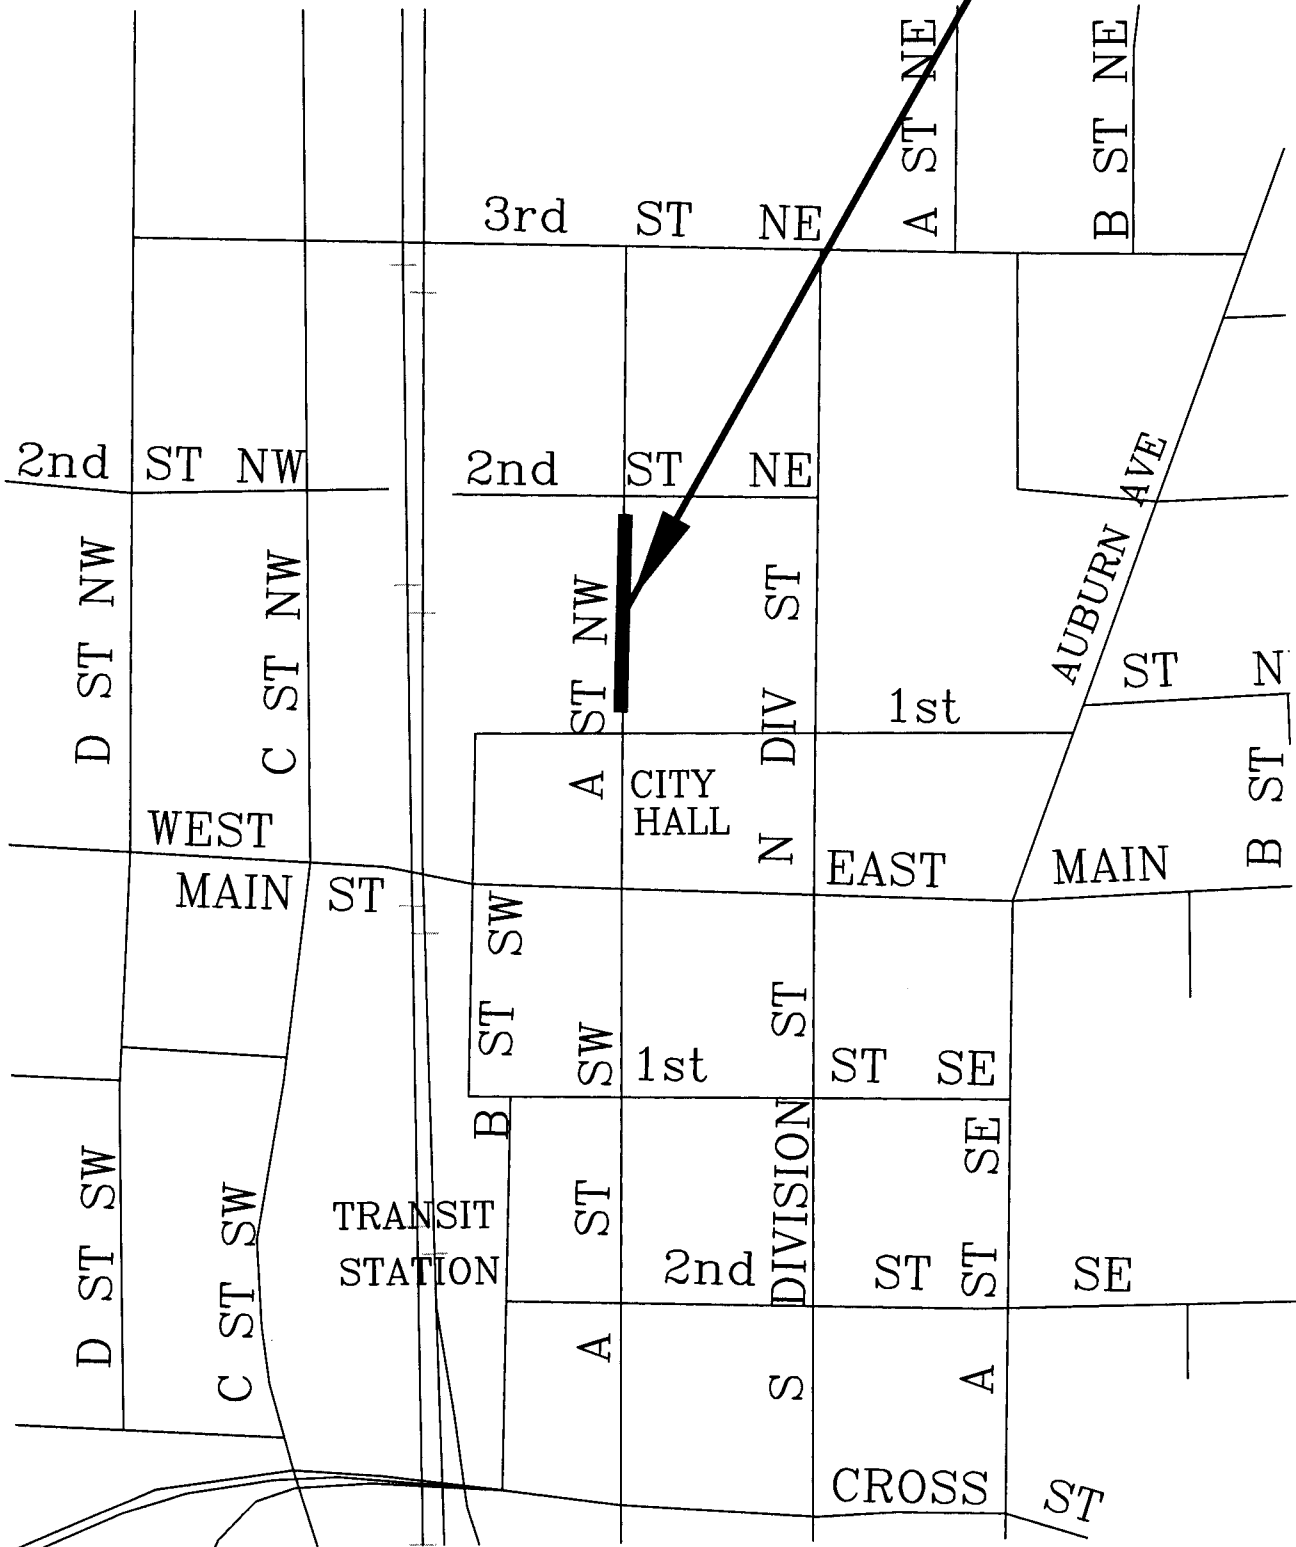 A ST NE
B ST NE
3rd ST NE
2nd ST NW
2nd ST NE
D ST NW
C ST NW
A ST NW
N DIV ST
AUBURN AVE
1st
ST N
B ST
CITY
HALL
WEST
MAIN ST
EAST MAIN
B ST SW
A ST SW
S DIVISION ST
1st ST SE
A ST SE
D ST SW
C ST SW
TRANSIT
STATION
2nd ST SE
CROSS ST